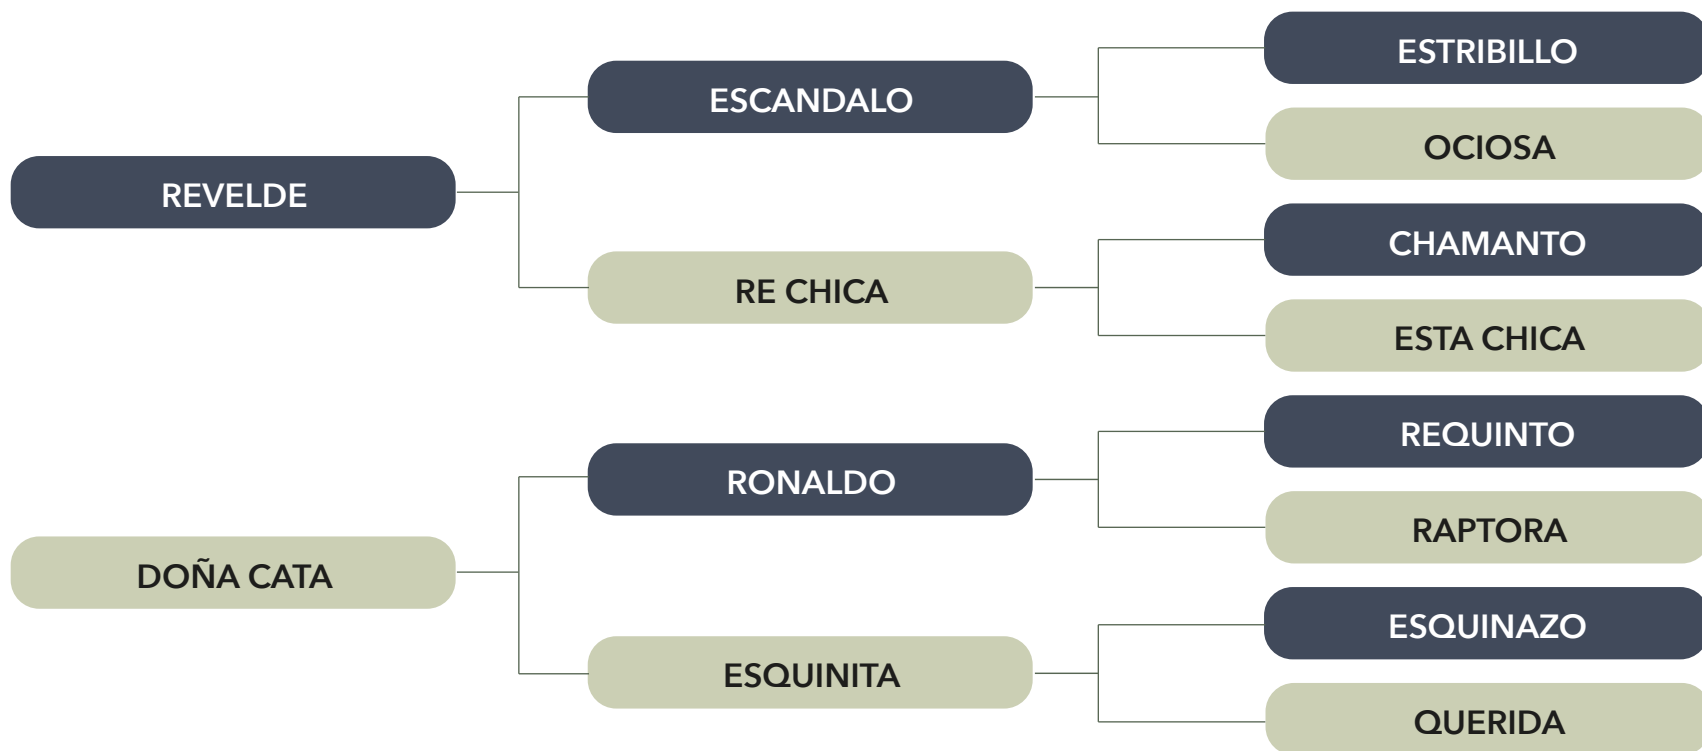 ESTRIBILLO
ESCANDALO
OCIOSA
REVELDE
CHAMANTO
RE CHICA
ESTA CHICA
REQUINTO
RONALDO
RAPTORA
DOÑA CATA
ESQUINAZO
ESQUINITA
QUERIDA